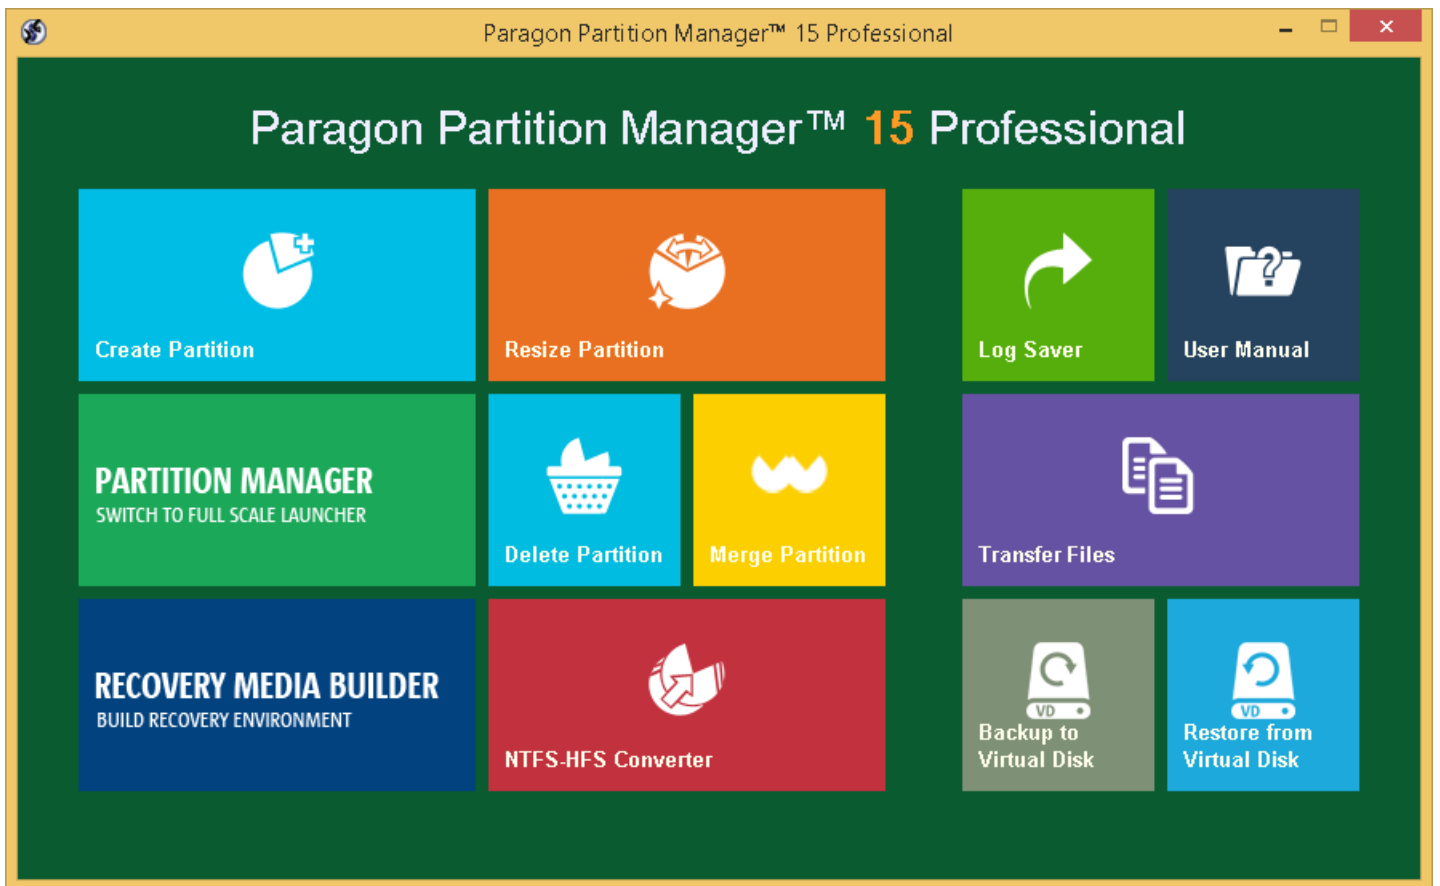 Paragon Partition Manager™ 15 Professional
Paragon Partition Manager™ 15 Professional
Create Partition
Resize Partition
Log Saver
User Manual
PARTITION MANAGER
SWITCH TO FULL SCALE LAUNCHER
Delete Partition
Merge Partition
Transfer Files
RECOVERY MEDIA BUILDER
BUILD RECOVERY ENVIRONMENT
NTFS-HFS Converter
VD
Backup to
Virtual Disk
VD
Restore from
Virtual Disk